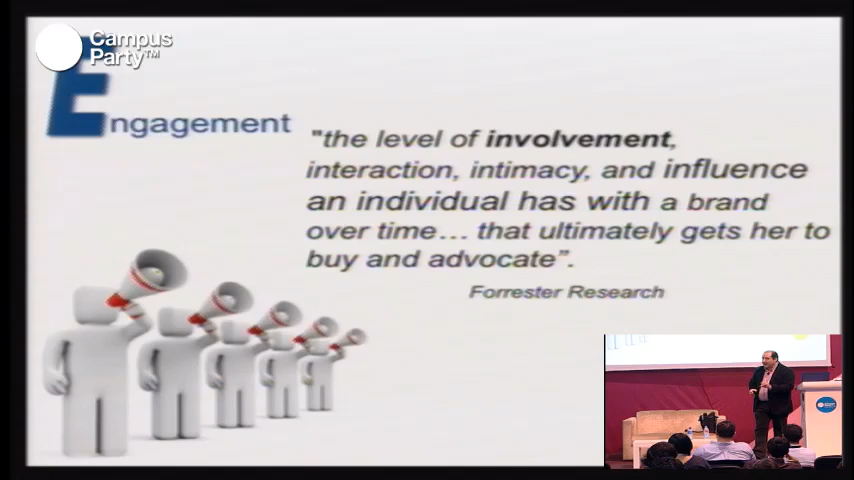 Campus
Party™
Engagement
"the level of involvement,
interaction, intimacy, and influence
an individual has with a brand
over time… that ultimately gets her to
buy and advocate”.
Forrester Research